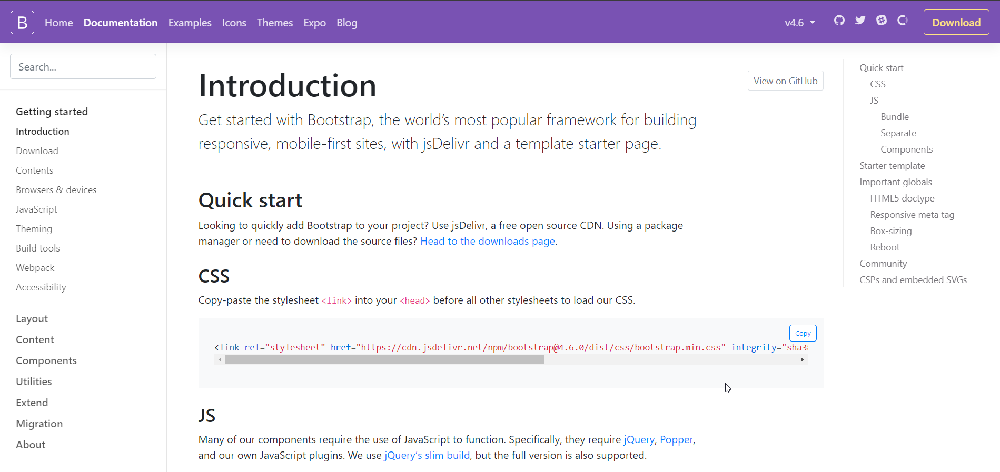 B Home Documentation Examples Icons Themes Expo Blog v4.6 Download
Search...
Getting started
Introduction
Download
Contents
Browsers & devices
JavaScript
Theming
Build tools
Webpack
Accessibility
Layout
Content
Components
Utilities
Extend
Migration
About
Introduction
View on GitHub
Get started with Bootstrap, the world’s most popular framework for building
responsive, mobile-first sites, with jsDelivr and a template starter page.
Quick start
Looking to quickly add Bootstrap to your project? Use jsDelivr, a free open source CDN. Using a package
manager or need to download the source files? Head to the downloads page.
CSS
Copy-paste the stylesheet <link> into your <head> before all other stylesheets to load our CSS.
Copy
<link rel="stylesheet" href="https://cdn.jsdelivr.net/npm/bootstrap@4.6.0/dist/css/bootstrap.min.css" integrity="sha3
JS
Many of our components require the use of JavaScript to function. Specifically, they require jQuery, Popper,
and our own JavaScript plugins. We use jQuery’s slim build, but the full version is also supported.
Quick start
CSS
JS
Bundle
Separate
Components
Starter template
Important globals
HTML5 doctype
Responsive meta tag
Box-sizing
Reboot
Community
CSPs and embedded SVGs